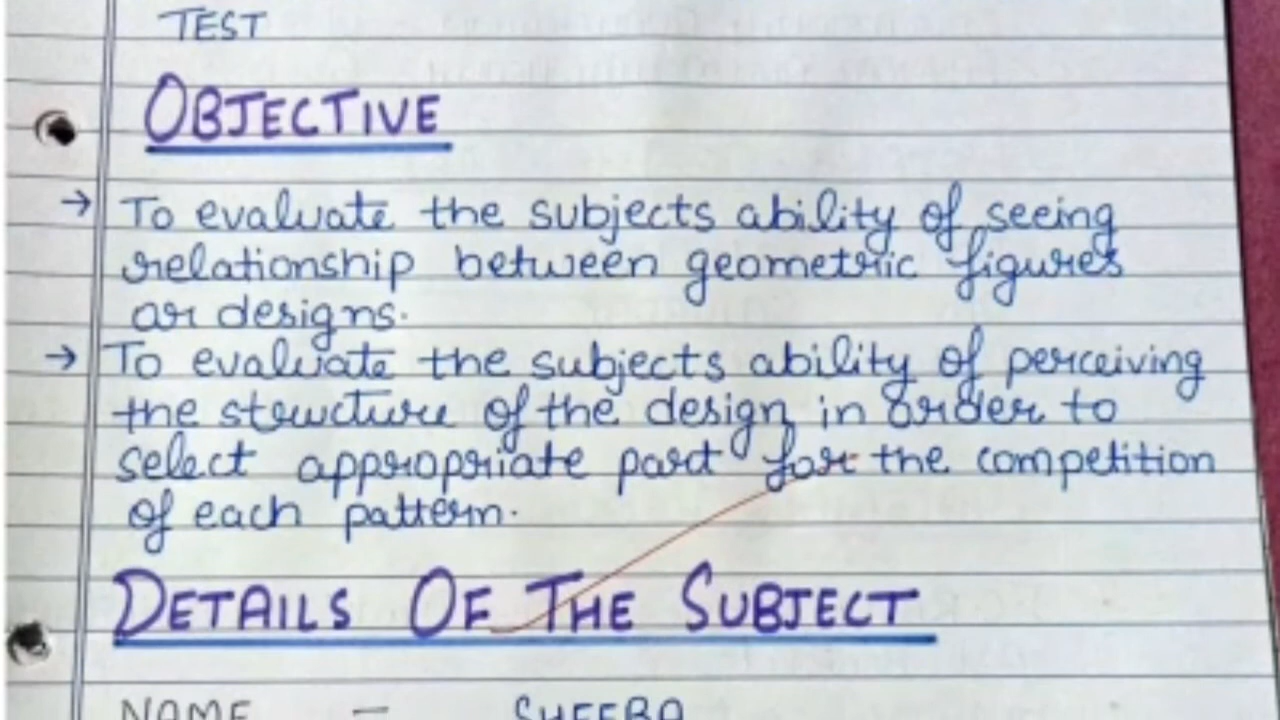 TEST
OBJECTIVE
→ To evaluate the subjects ability of seeing
relationship between geometric figures
or designs.
→ To evaluate the subjects ability of perceiving
the structure of the design in order to
select appropriate part for the competition
of each pattern.
DETAILS OF THE SUBJECT
NAME — SHEEBA